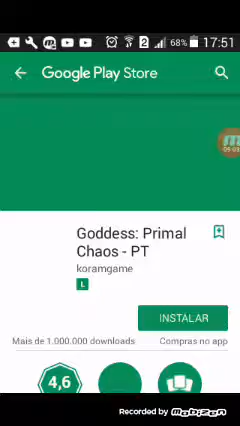 2 68% 17:51
Google Play Store
Goddess: Primal
Chaos - PT
koramgame
L
INSTALAR
Mais de 1.000.000 downloads Compras no app
4,6
Recorded by Mobizen